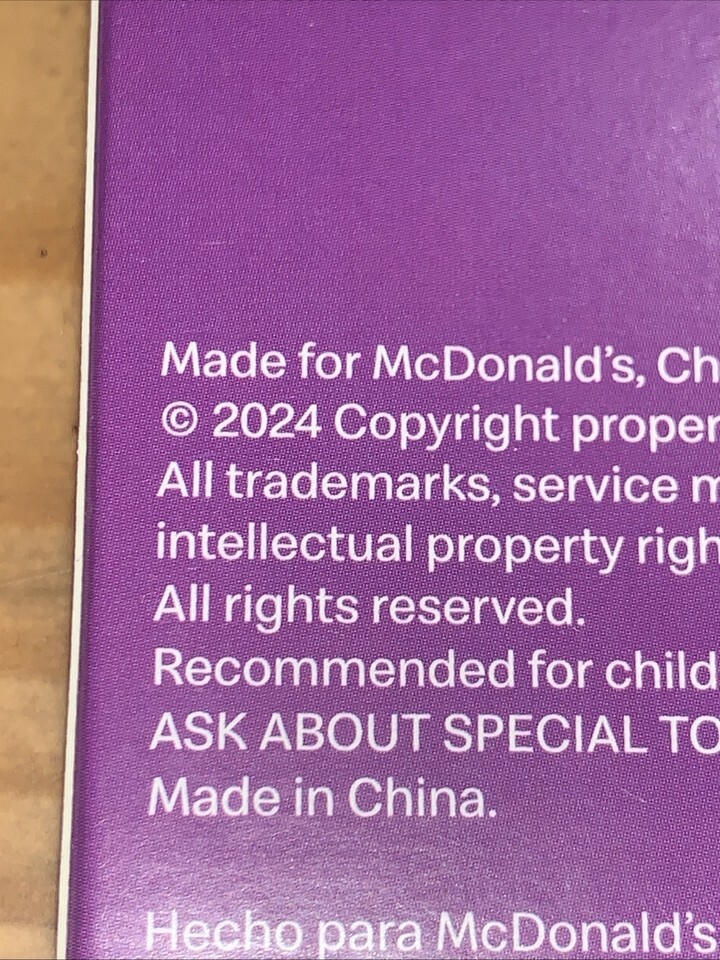 Made for McDonald's, Ch
© 2024 Copyright proper
All trademarks, service m
intellectual property righ
All rights reserved.
Recommended for child
ASK ABOUT SPECIAL TO
Made in China.
Hecho para McDonald's